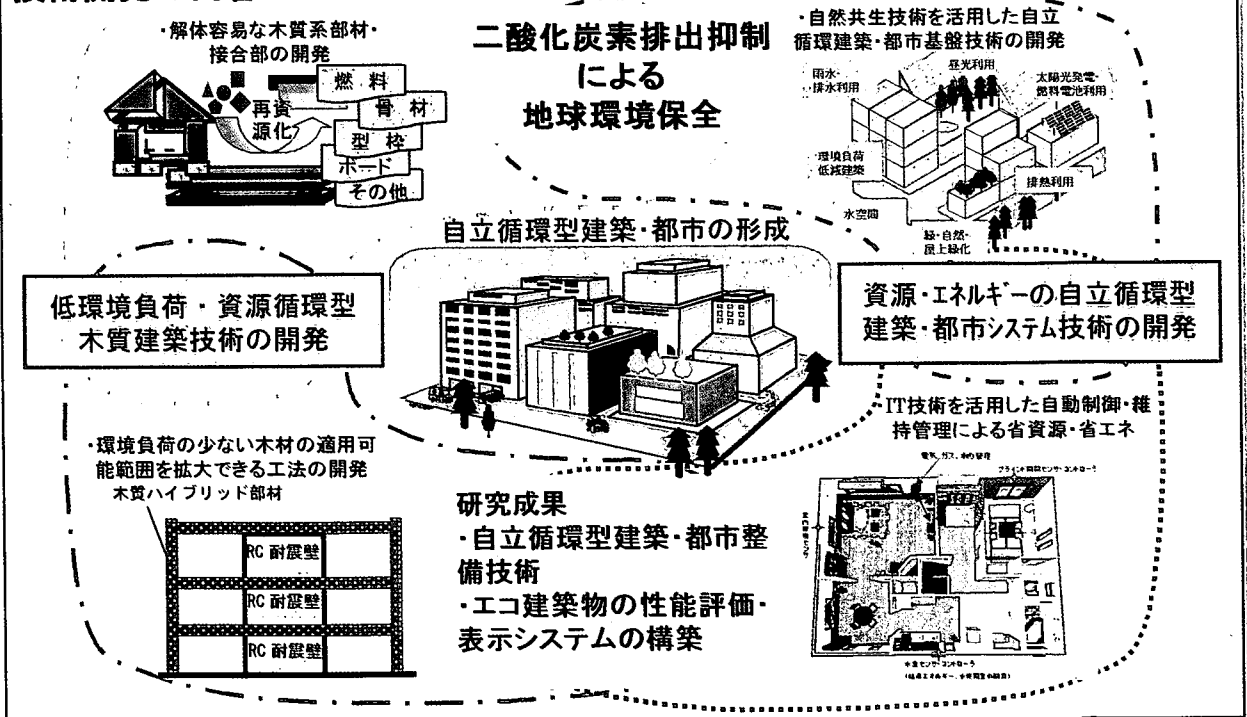 二酸化炭素排出抑制
による
地球環境保全
・解体容易な木質系部材・
接合部の開発
再資
源化
燃料
骨材
型枠
ボード
その他
・自然共生技術を活用した自立
循環建築・都市基盤技術の開発
雨水・
排水利用
昼光利用
太陽光発電・
燃料電池利用
環境負荷
低減建築
排熱利用
水空間
緑・自然・
屋上緑化
自立循環型建築・都市の形成
低環境負荷・資源循環型
木質建築技術の開発
資源・エネルギーの自立循環型
建築・都市システム技術の開発
・環境負荷の少ない木材の適用可
能範囲を拡大できる工法の開発
木質ハイブリッド部材
RC 耐震壁
RC 耐震壁
RC 耐震壁
研究成果
・自立循環型建築・都市整
備技術
・エコ建築物の性能評価・
表示システムの構築
IT技術を活用した自動制御・維
持管理による省資源・省エネ